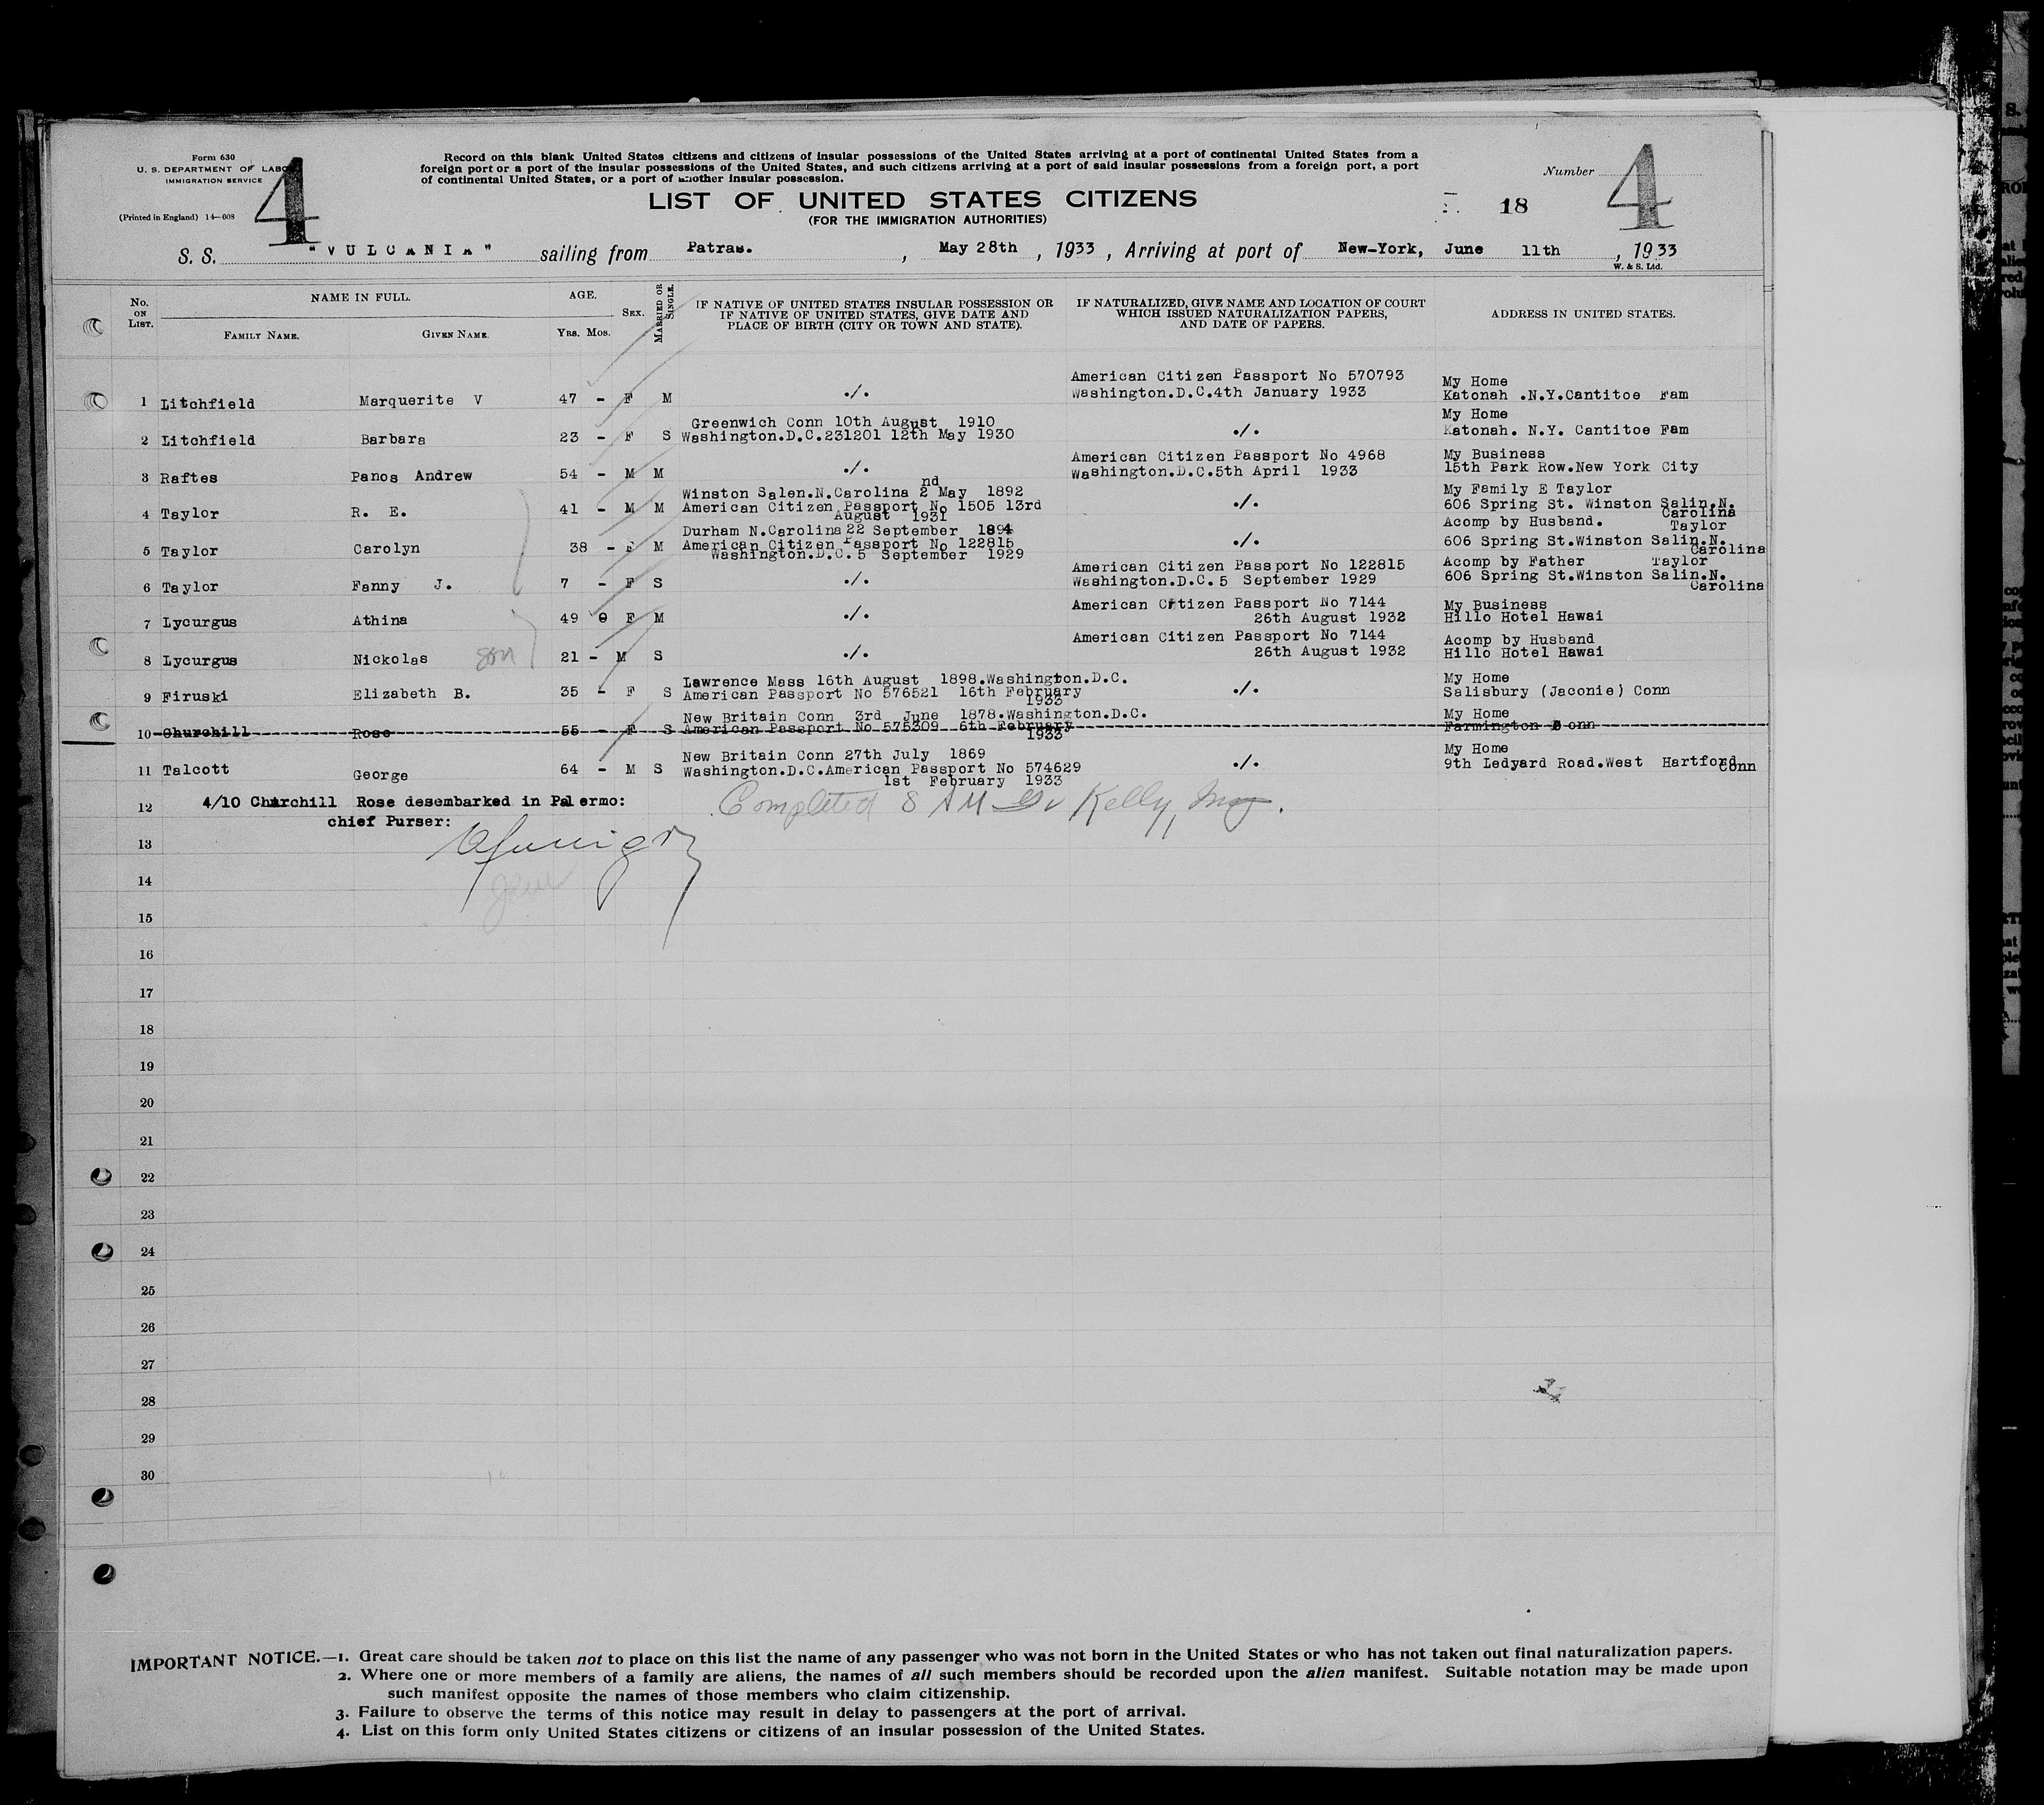 Form 630
U. S. DEPARTMENT OF LABO
IMMIGRATION SERVICE
(Printed in England) 14-608
4
Record on this blank United States citizens and citizens of insular possessions of the United States arriving at a port of continental United States from a
foreign port or a port of the insular possessions of the United States, and such citizens arriving at a port of said insular possessions from a foreign port, a port
of continental United States, or a port of another insular possession.
LIST OF UNITED STATES CITIZENS
(FOR THE IMMIGRATION AUTHORITIES)
Number 4
18
S. S. "VULCANIA" sailing from Patras. , May 28th , 1933 , Arriving at port of New-York, June 11th , 1933
W. & S. Ltd.
No. ON LIST.
NAME IN FULL.
FAMILY NAME.
GIVEN NAME.
AGE.
YRS. MOS.
SEX.
MARRIED OR SINGLE.
IF NATIVE OF UNITED STATES INSULAR POSSESSION OR
IF NATIVE OF UNITED STATES, GIVE DATE AND
PLACE OF BIRTH (CITY OR TOWN AND STATE).
IF NATURALIZED, GIVE NAME AND LOCATION OF COURT
WHICH ISSUED NATURALIZATION PAPERS,
AND DATE OF PAPERS.
ADDRESS IN UNITED STATES.
American Citizen Passport No 570793 My Home
1 Litchfield Marquerite V 47 - F M ./. Washington.D.C.4th January 1933 Katonah .N.Y.Cantitoe Fam
Greenwich Conn 10th August 1910 My Home
2 Litchfield Barbara 23 - F S Washington.D.C.231201 12th May 1930 ./. Katonah. N.Y. Cantitoe Fam
American Citizen Passport No 4968 My Business
3 Raftes Panos Andrew 54 - M M ./. Washington.D.C.5th April 1933 15th Park Row.New York City
nd
Winston Salen.N.Carolina 2 May 1892 My Family E Taylor
4 Taylor R. E. 41 - M M American Citizen Passport No 1505 13rd ./. 606 Spring St. Winston Salin.N.
August 1931 Carolina
Durham N.Carolina 22 September 1894 Acomp by Husband. Taylor
5 Taylor Carolyn 38 - F M American Citizen Passport No 122815 ./. 606 Spring St.Winston Salin.N.
Washington.D.C.5 September 1929 Carolina
American Citizen Passport No 122815 Acomp by Father Taylor
6 Taylor Fanny J. 7 - F S ./. Washington.D.C.5 September 1929 606 Spring St.Winston Salin.N.
Carolina
American Citizen Passport No 7144 My Business
7 Lycurgus Athina 49 0 F M ./. 26th August 1932 Hillo Hotel Hawai
American Citizen Passport No 7144 Acomp by Husband
8 Lycurgus Nickolas son 21 - M S ./. 26th August 1932 Hillo Hotel Hawai
Lawrence Mass 16th August 1898.Washington.D.C. My Home
9 Firuski Elizabeth B. 35 - F S American Passport No 576521 16th February ./. Salisbury (Jaconie) Conn
1933
New Britain Conn 3rd June 1878.Washington.D.C. My Home
10 Churchill Rose 55 - F S American Passport No 575309 6th February Farmington Conn
1933
New Britain Conn 27th July 1869 My Home
11 Talcott George 64 - M S Washington.D.C.American Passport No 574629 ./. 9th Ledyard Road.West Hartford
1st February 1933 Conn
12 4/10 Churchill Rose desembarked in Palermo: Completed 8 AM Kelly,
chief Purser:
13
14
15
16
17
18
19
20
21
22
23
24
25
26
27
28
29
30
IMPORTANT NOTICE.—1. Great care should be taken not to place on this list the name of any passenger who was not born in the United States or who has not taken out final naturalization papers.
2. Where one or more members of a family are aliens, the names of all such members should be recorded upon the alien manifest. Suitable notation may be made upon
such manifest opposite the names of those members who claim citizenship.
3. Failure to observe the terms of this notice may result in delay to passengers at the port of arrival.
4. List on this form only United States citizens or citizens of an insular possession of the United States.